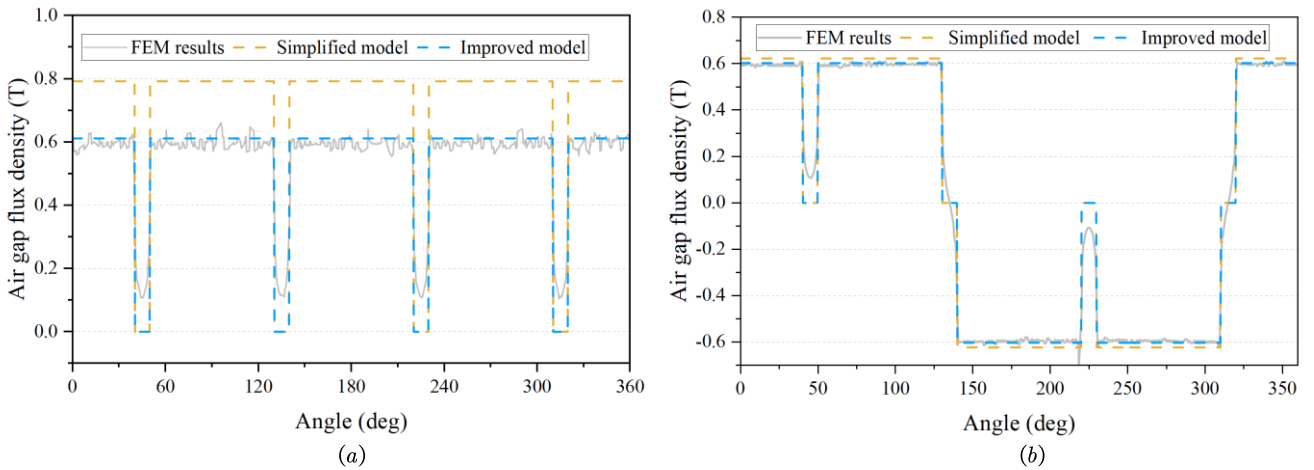 1.0
0.8
0.6
0.4
0.2
0.0
Air gap flux density (T)
FEM results
Simplified model
Improved model
0 60 120 180 240 300 360
Angle (deg)
(a)
0.8
0.6
0.4
0.2
0.0
-0.2
-0.4
-0.6
Air gap flux density (T)
FEM reuults
Simplified model
Improved model
0 50 100 150 200 250 300 350
Angle (deg)
(b)